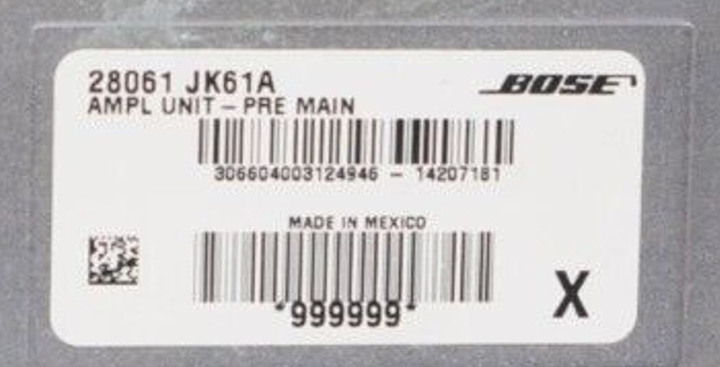 28061 JK61A
BOSE
AMPL UNIT – PRE MAIN
306604003124946 – 14207181
MADE IN MEXICO
*999999*
X